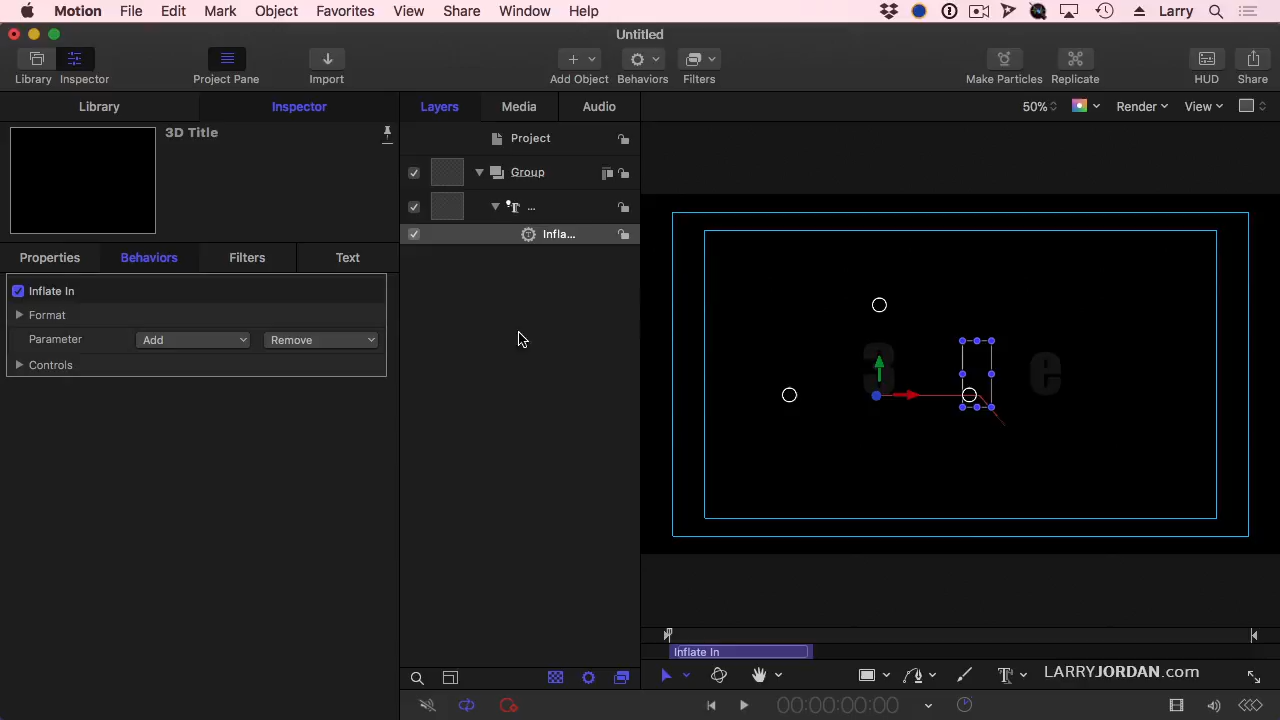 Motion File Edit Mark Object Favorites View Share Window Help Larry
Untitled
Library Inspector Project Pane Import Add Object Behaviors Filters Make Particles Replicate HUD Share
Library Inspector Layers Media Audio 50% Render View
3D Title
Project
Group
T ...
Infla...
Properties Behaviors Filters Text
Inflate In
Format
Parameter Add Remove
Controls
3 e
Inflate In
T LARRYJORDAN.com
00:00:00:00